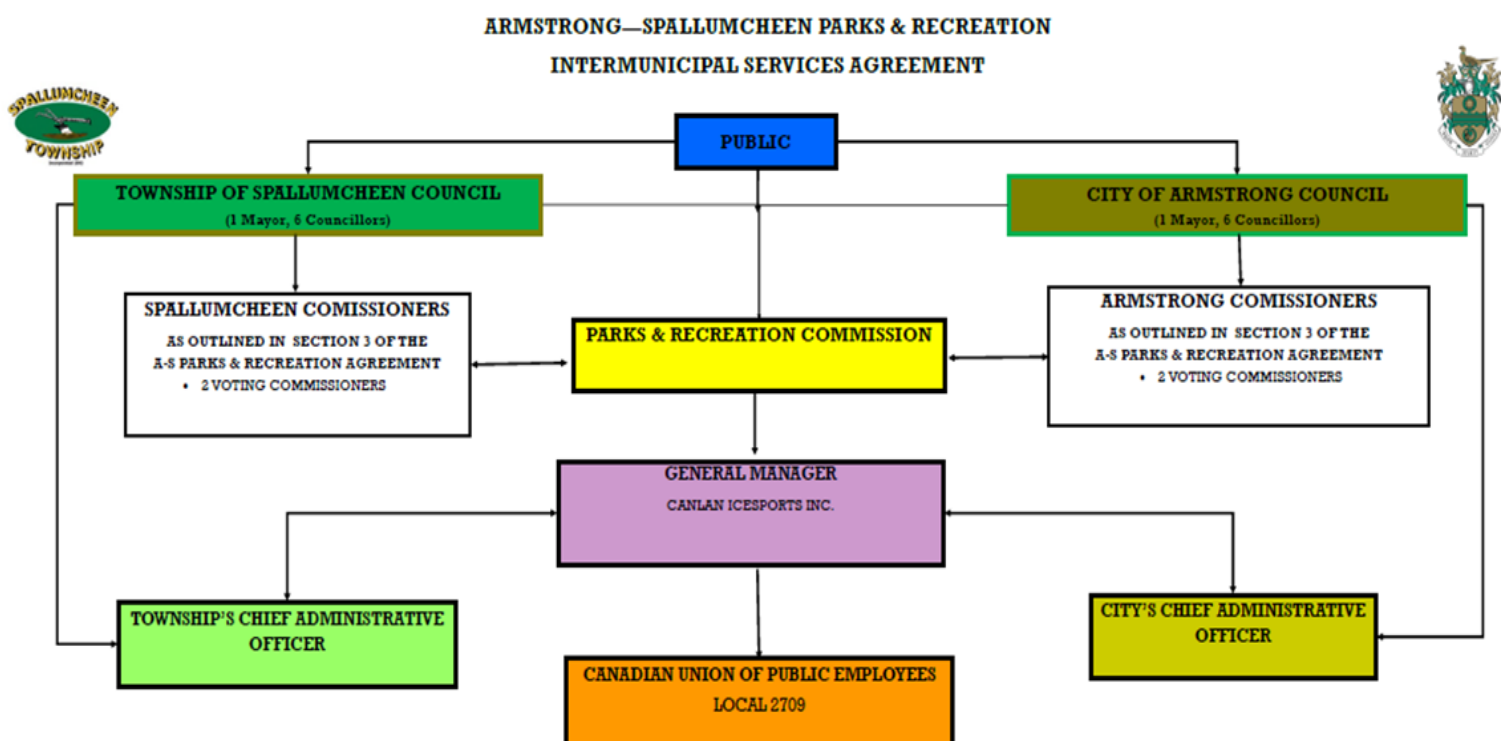 ARMSTRONG—SPALLUMCHEEN PARKS & RECREATION
INTERMUNICIPAL SERVICES AGREEMENT
SPALLUMCHEEN
TOWNSHIP
PUBLIC
TOWNSHIP OF SPALLUMCHEEN COUNCIL
(1 Mayor, 6 Councillors)
CITY OF ARMSTRONG COUNCIL
(1 Mayor, 6 Councillors)
SPALLUMCHEEN COMISSIONERS
AS OUTLINED IN SECTION 3 OF THE
A-S PARKS & RECREATION AGREEMENT
• 2 VOTING COMMISSIONERS
PARKS & RECREATION COMMISSION
ARMSTRONG COMISSIONERS
AS OUTLINED IN SECTION 3 OF THE
A-S PARKS & RECREATION AGREEMENT
• 2 VOTING COMMISSIONERS
GENERAL MANAGER
CANLAN ICESPORTS INC.
TOWNSHIP'S CHIEF ADMINISTRATIVE
OFFICER
CITY'S CHIEF ADMINISTRATIVE
OFFICER
CANADIAN UNION OF PUBLIC EMPLOYEES
LOCAL 2709